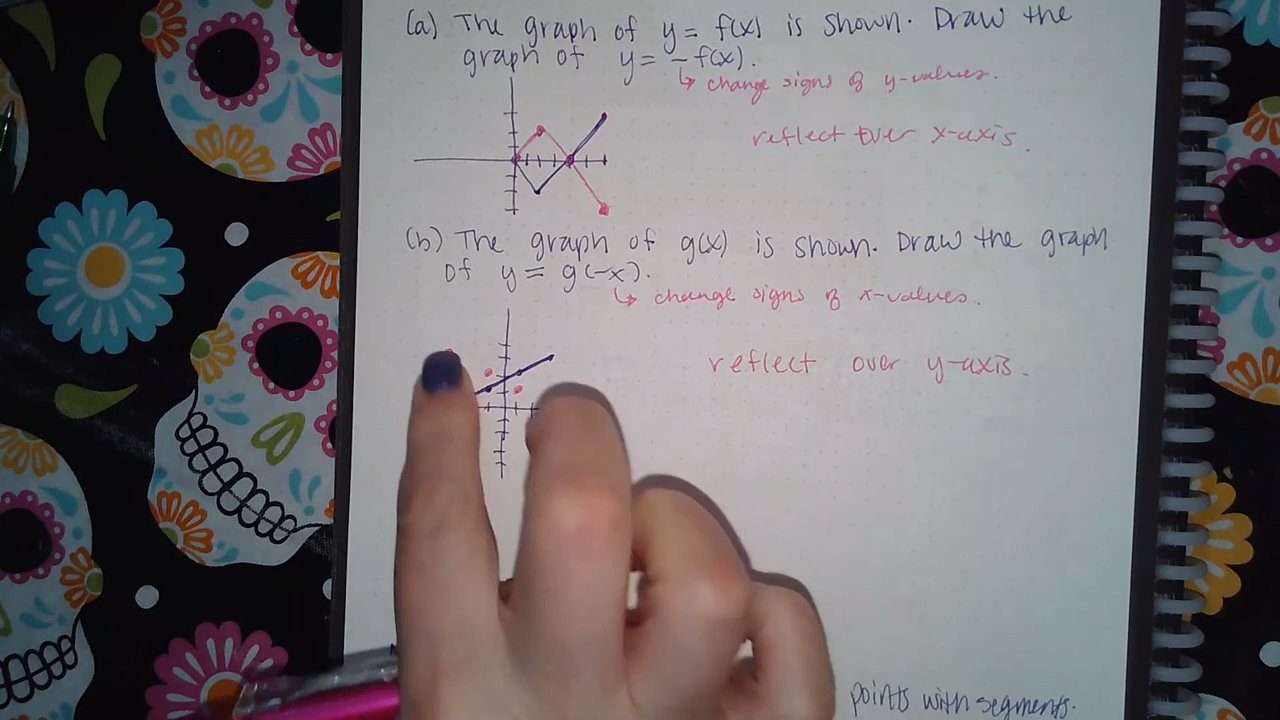 (a) The graph of y = f(x) is shown. Draw the
graph of y = -f(x).
↳ change signs of y-values.
reflect over x-axis.
(b) The graph of g(x) is shown. Draw the graph
of y = g(-x).
↳ change signs of x-values.
reflect over y-axis.
points with segments.